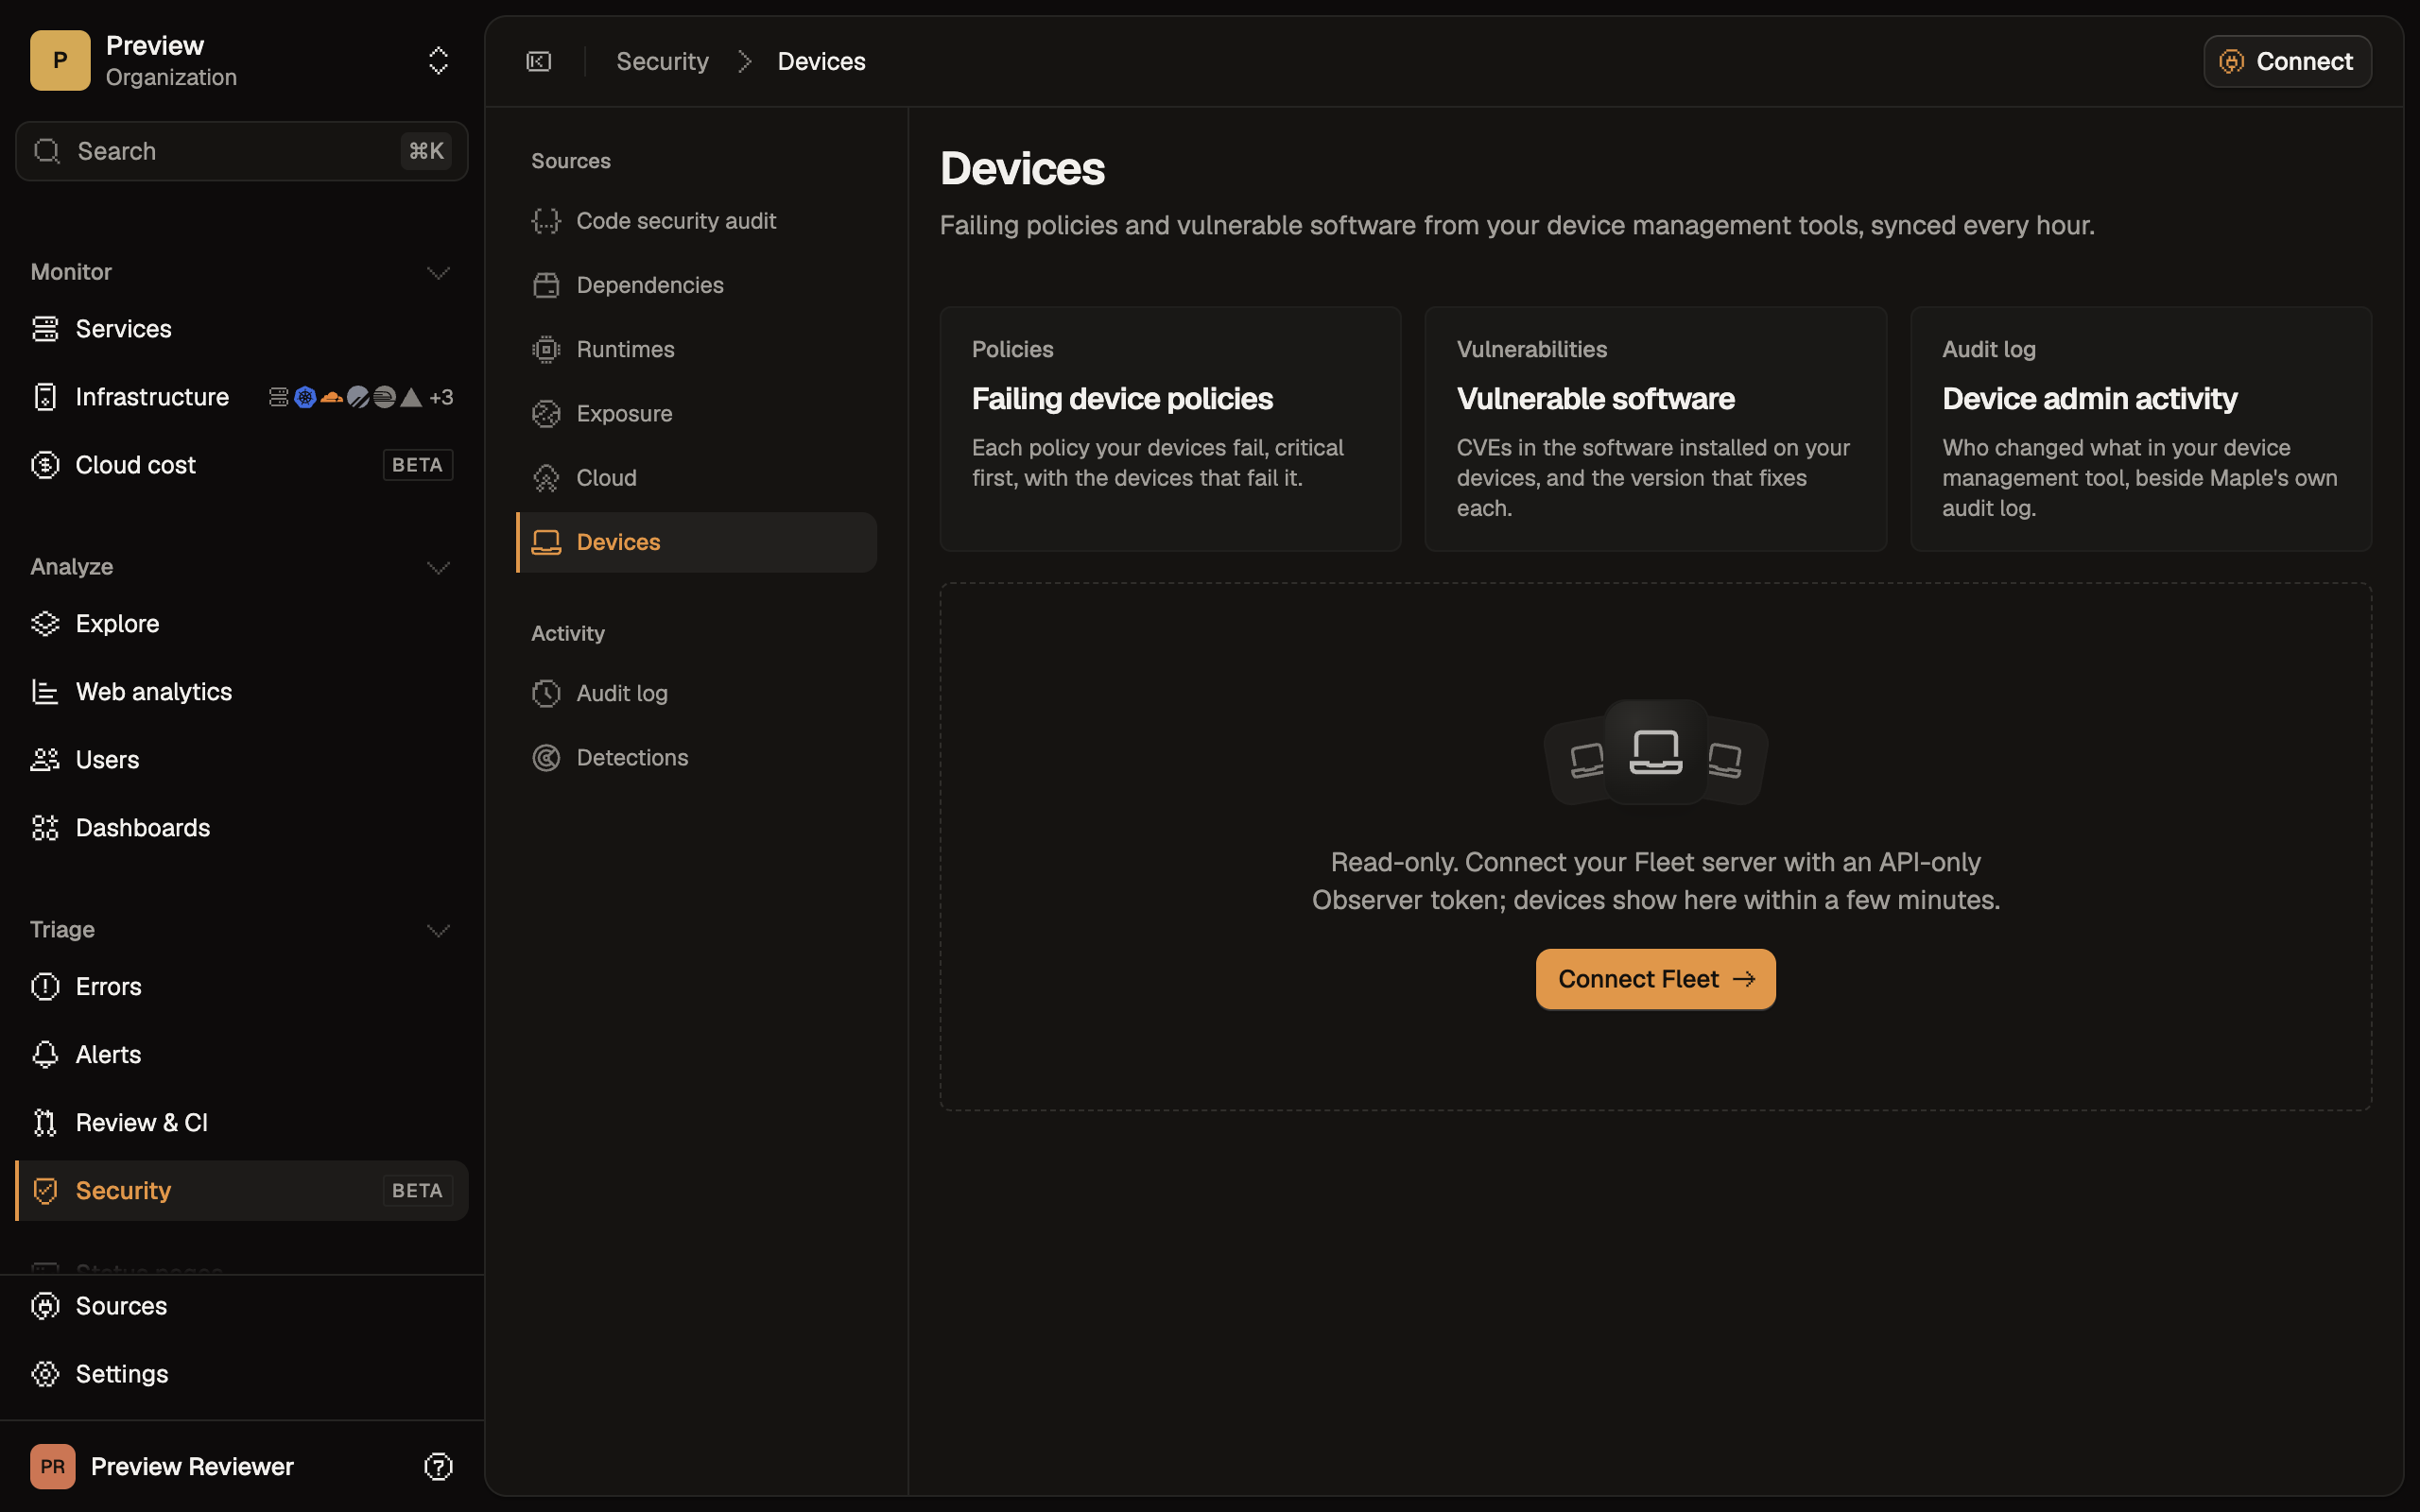 P
Preview
Organization
Search
⌘K
Monitor
Services
Infrastructure
+3
Cloud cost
BETA
Analyze
Explore
Web analytics
Users
Dashboards
Triage
Errors
Alerts
Review & CI
Security
BETA
Status pages
Sources
Settings
PR
Preview Reviewer
Security
Devices
Connect
Sources
Code security audit
Dependencies
Runtimes
Exposure
Cloud
Devices
Activity
Audit log
Detections
Devices
Failing policies and vulnerable software from your device management tools, synced every hour.
Policies
Failing device policies
Each policy your devices fail, critical
first, with the devices that fail it.
Vulnerabilities
Vulnerable software
CVEs in the software installed on your
devices, and the version that fixes
each.
Audit log
Device admin activity
Who changed what in your device
management tool, beside Maple's own
audit log.
Read-only. Connect your Fleet server with an API-only
Observer token; devices show here within a few minutes.
Connect Fleet →